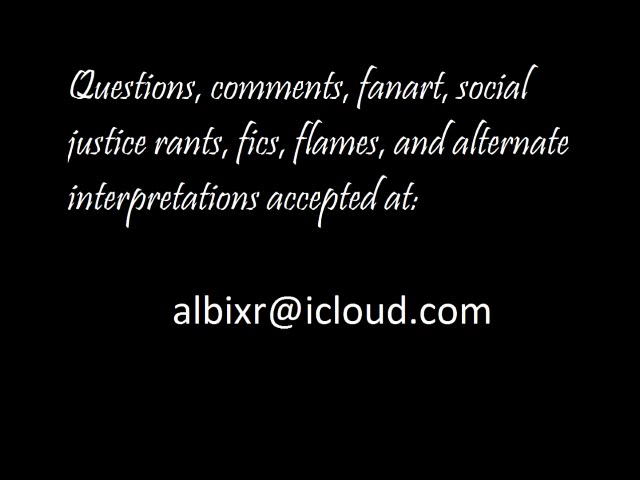 Questions, comments, fanart, social
justice rants, fics, flames, and alternate
interpretations accepted at:
albixr@icloud.com